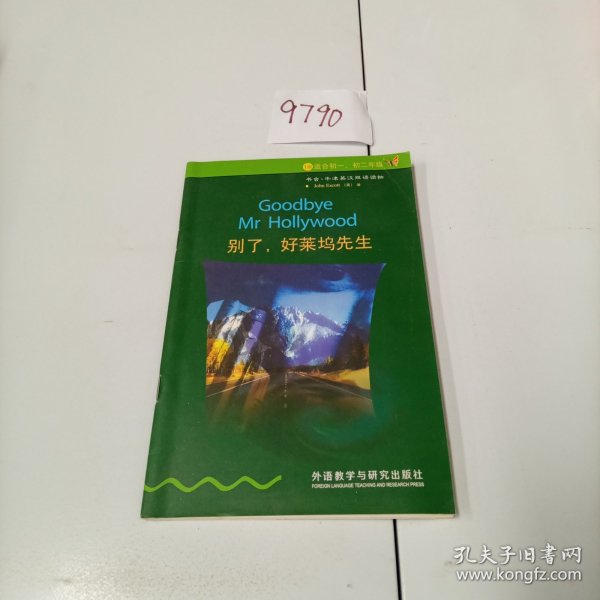 9790
1级 适合初一、初二年级
书虫·牛津英汉双语读物
John Escott (英) 著
Goodbye
Mr Hollywood
别了，好莱坞先生
外语教学与研究出版社
FOREIGN LANGUAGE TEACHING AND RESEARCH PRESS
孔夫子旧书网
www.kongfz.com